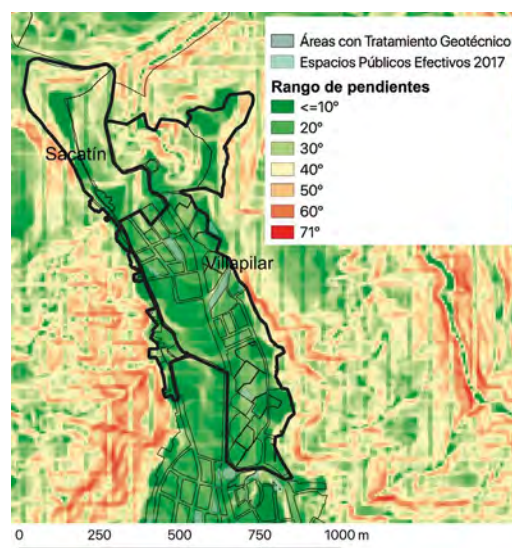 Áreas con Tratamiento Geotécnico
Espacios Públicos Efectivos 2017
Rango de pendientes
<=10°
20°
30°
40°
50°
60°
71°
Sacatín
Villapilar
0 250 500 750 1000 m